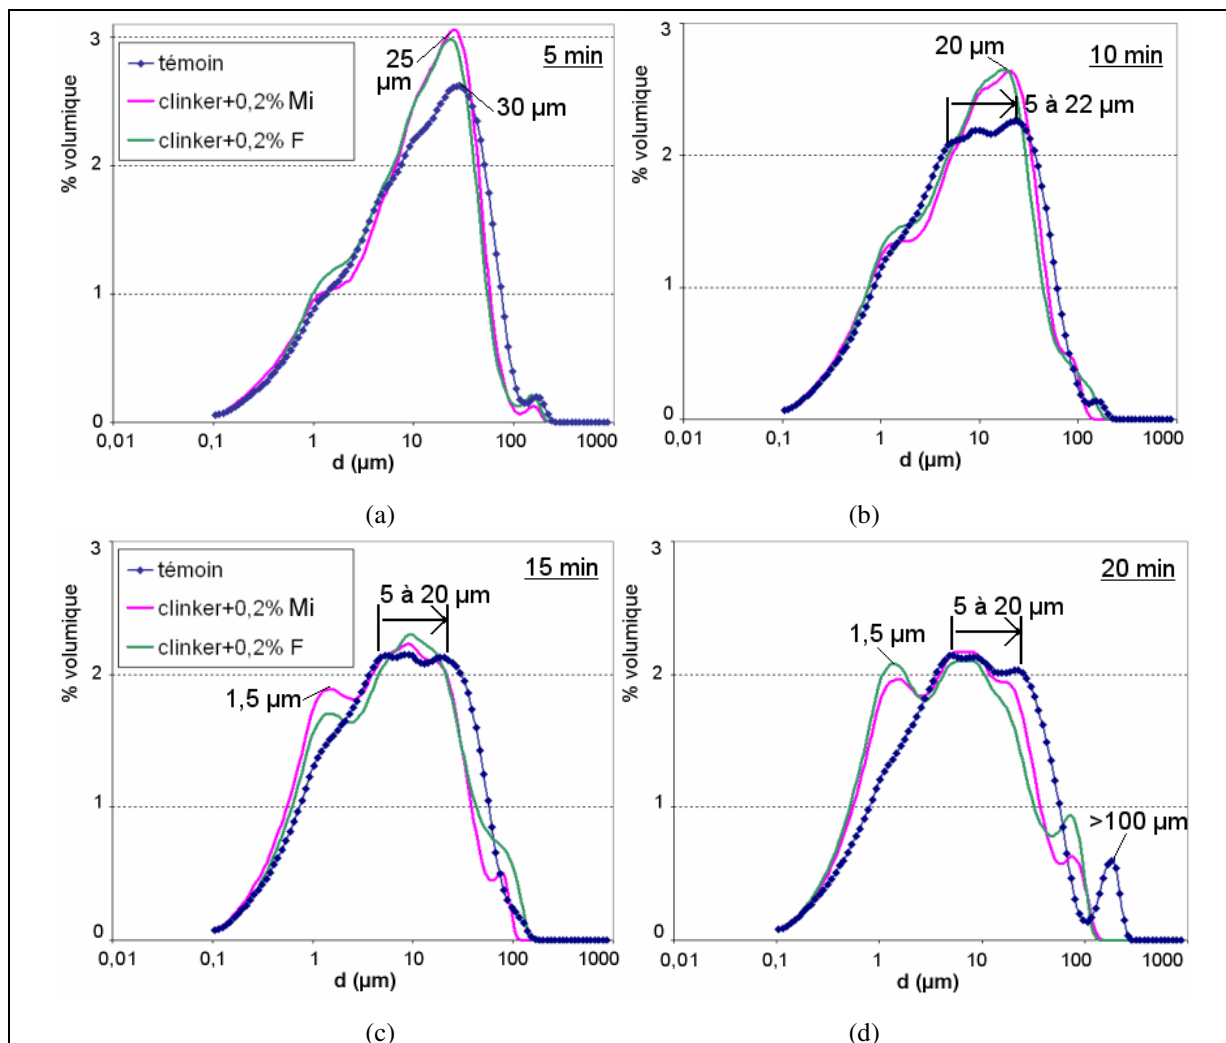 3
témoin
clinker+0,2% Mi
clinker+0,2% F
25
µm
5 min
30 µm
% volumique
2
1
0
0,01
0,1
1
10
100
1000
d (µm)
(a)
3
20 µm
10 min
5 à 22 µm
% volumique
2
1
0
0,01
0,1
1
10
100
1000
d (µm)
(b)
3
témoin
clinker+0,2% Mi
clinker+0,2% F
15 min
5 à 20 µm
% volumique
2
1,5 µm
1
0
0,01
0,1
1
10
100
1000
d (µm)
(c)
3
20 min
5 à 20 µm
1,5 µm
% volumique
2
1
>100 µm
0
0,01
0,1
1
10
100
1000
d (µm)
(d)